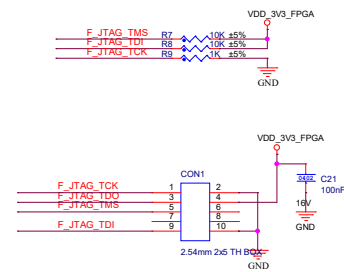 VDD_3V3_FPGA
F_JTAG_TMS R7 10K ±5%
F_JTAG_TDI R8 10K ±5%
F_JTAG_TCK R9 1K ±5%
GND
VDD_3V3_FPGA
CON1
F_JTAG_TCK 1 2
F_JTAG_TDO 3 4
F_JTAG_TMS 5 6
7 8
F_JTAG_TDI 9 10
0402 C21
100nF
16V
GND
2.54mm 2x5 TH BOX
GND